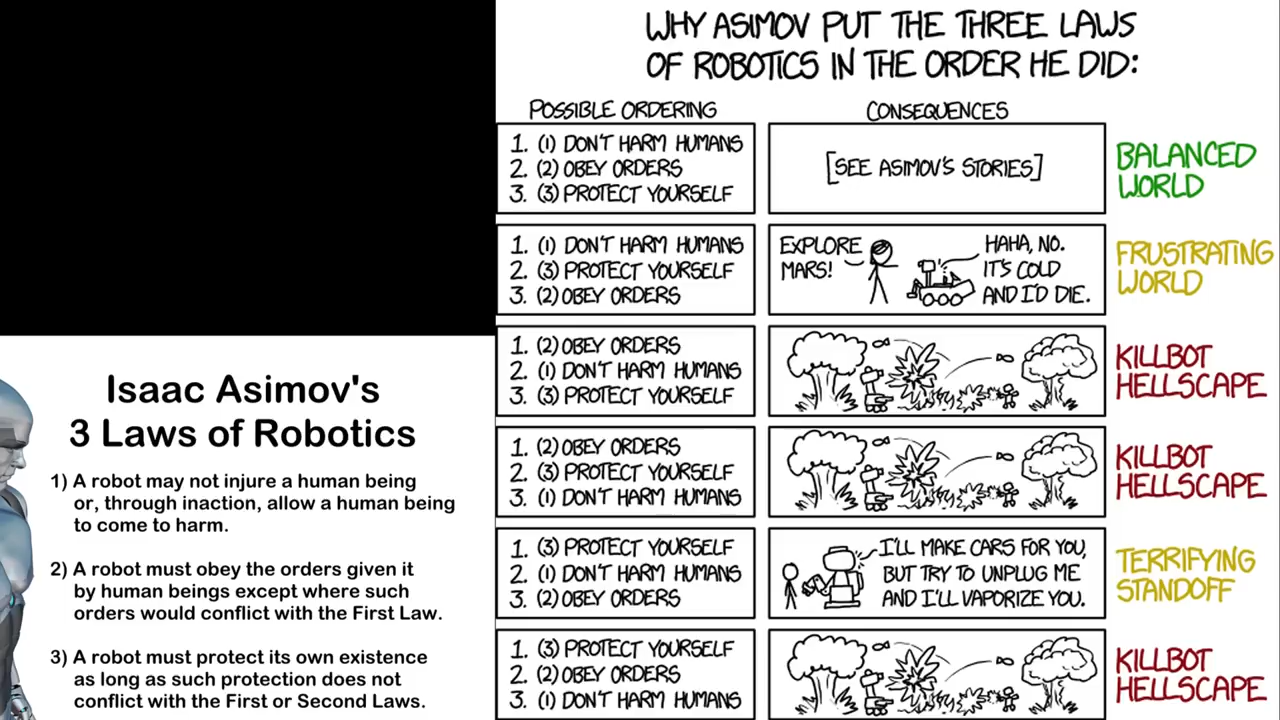 WHY ASIMOV PUT THE THREE LAWS
OF ROBOTICS IN THE ORDER HE DID:
POSSIBLE ORDERING
CONSEQUENCES
1. (1) DON'T HARM HUMANS
2. (2) OBEY ORDERS
3. (3) PROTECT YOURSELF
[SEE ASIMOV'S STORIES]
BALANCED
WORLD
1. (1) DON'T HARM HUMANS
2. (3) PROTECT YOURSELF
3. (2) OBEY ORDERS
EXPLORE
MARS!
HAHA, NO.
IT'S COLD
AND I'D DIE.
FRUSTRATING
WORLD
1. (2) OBEY ORDERS
2. (1) DON'T HARM HUMANS
3. (3) PROTECT YOURSELF
KILLBOT
HELLSCAPE
1. (2) OBEY ORDERS
2. (3) PROTECT YOURSELF
3. (1) DON'T HARM HUMANS
KILLBOT
HELLSCAPE
1. (3) PROTECT YOURSELF
2. (1) DON'T HARM HUMANS
3. (2) OBEY ORDERS
I'LL MAKE CARS FOR YOU,
BUT TRY TO UNPLUG ME
AND I'LL VAPORIZE YOU.
TERRIFYING
STANDOFF
1. (3) PROTECT YOURSELF
2. (2) OBEY ORDERS
3. (1) DON'T HARM HUMANS
KILLBOT
HELLSCAPE
Isaac Asimov's
3 Laws of Robotics
1) A robot may not injure a human being
or, through inaction, allow a human being
to come to harm.
2) A robot must obey the orders given it
by human beings except where such
orders would conflict with the First Law.
3) A robot must protect its own existence
as long as such protection does not
conflict with the First or Second Laws.